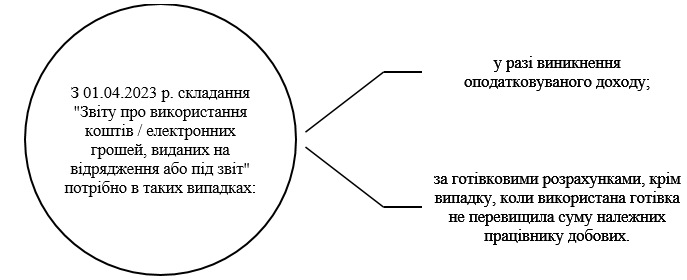 З 01.04.2023 р. складання
"Звіту про використання
коштів / електронних
грошей, виданих на
відрядження або під звіт"
потрібно в таких випадках:
у разі виникнення
оподатковуваного доходу;
за готівковими розрахунками, крім
випадку, коли використана готівка
не перевищила суму належних
працівнику добових.